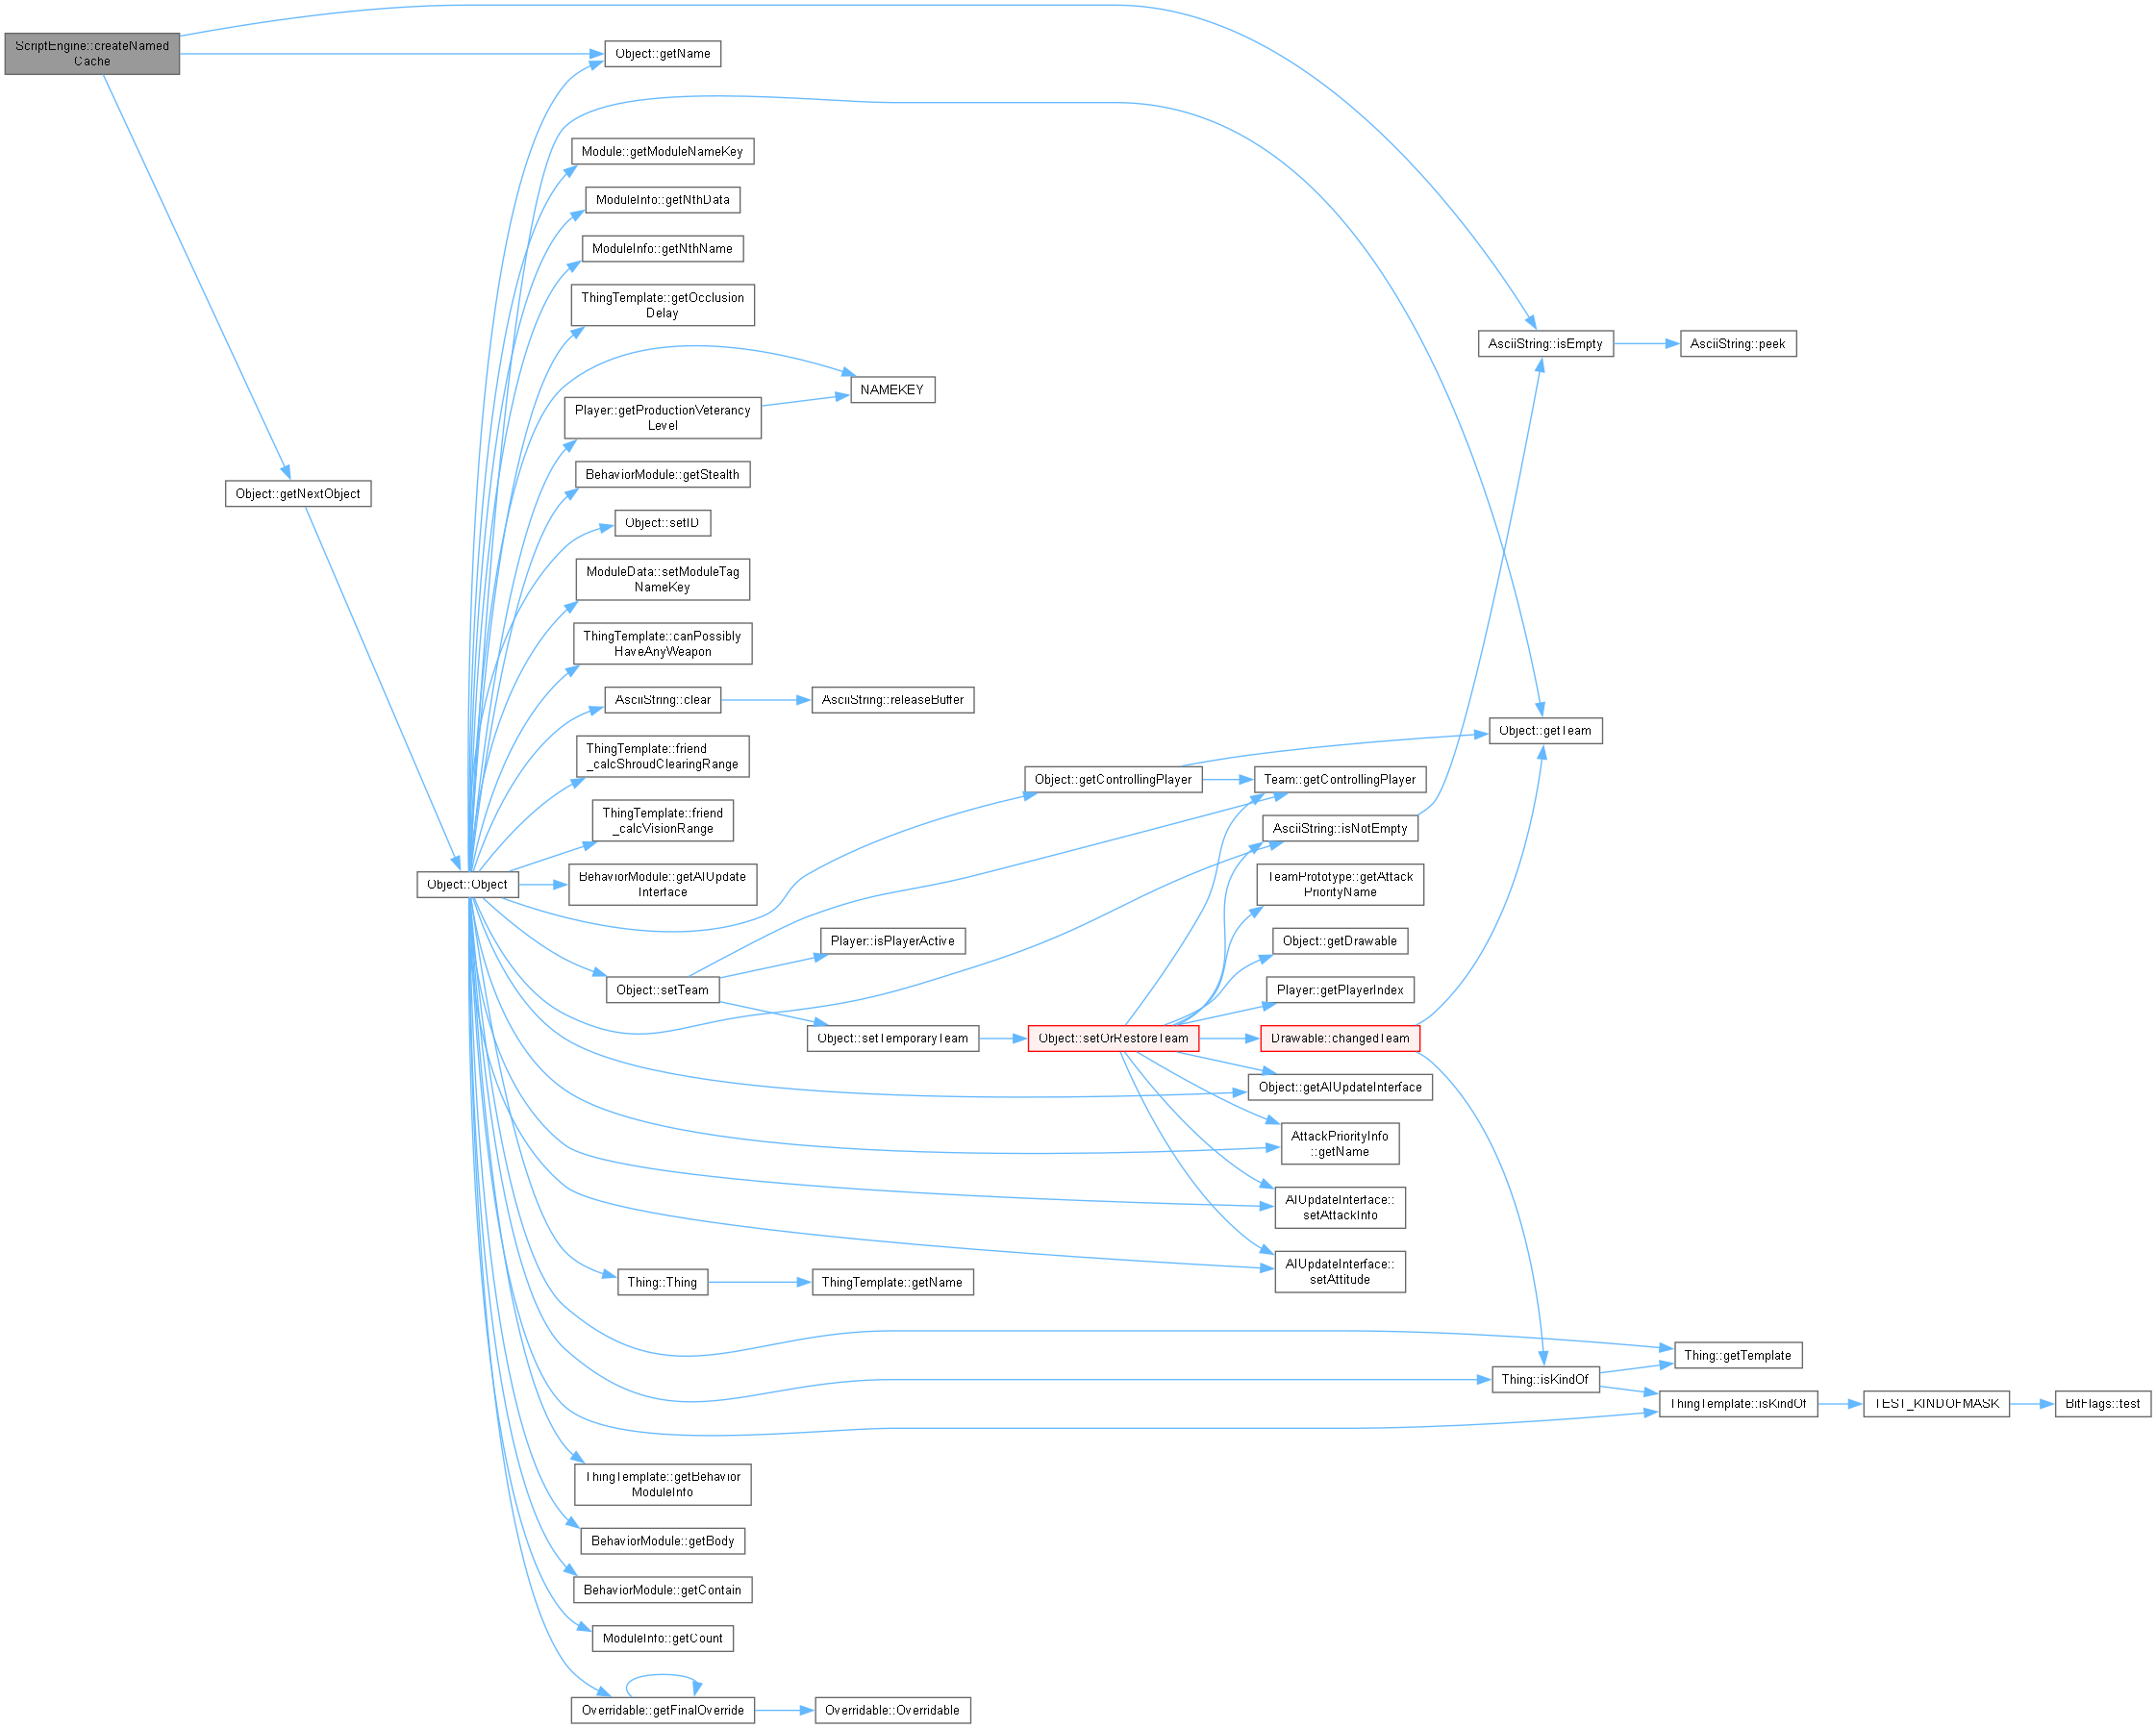 ScriptEngine::createNamed
Cache
Object::getName
Module::getModuleNameKey
ModuleInfo::getNthData
ModuleInfo::getNthName
ThingTemplate::getOcclusion
Delay
AsciiString::isEmpty
AsciiString::peek
NAMEKEY
Player::getProductionVeterancy
Level
BehaviorModule::getStealth
Object::getNextObject
Object::setID
ModuleData::setModuleTag
NameKey
ThingTemplate::canPossibly
HaveAnyWeapon
AsciiString::clear
AsciiString::releaseBuffer
Object::getTeam
ThingTemplate::friend
_calcShroudClearingRange
Object::getControllingPlayer
Team::getControllingPlayer
ThingTemplate::friend
_calcVisionRange
AsciiString::isNotEmpty
Object::Object
BehaviorModule::getAIUpdate
Interface
TeamPrototype::getAttack
PriorityName
Player::isPlayerActive
Object::getDrawable
Object::setTeam
Player::getPlayerIndex
Object::setTemporaryTeam
Object::setOrRestoreTeam
Drawable::changedTeam
Object::getAIUpdateInterface
AttackPriorityInfo
::getName
AIUpdateInterface::
setAttackInfo
AIUpdateInterface::
setAttitude
Thing::Thing
ThingTemplate::getName
Thing::getTemplate
Thing::isKindOf
ThingTemplate::isKindOf
TEST_KINDOFMASK
BitFlags::test
ThingTemplate::getBehavior
ModuleInfo
BehaviorModule::getBody
BehaviorModule::getContain
ModuleInfo::getCount
Overridable::getFinalOverride
Overridable::Overridable